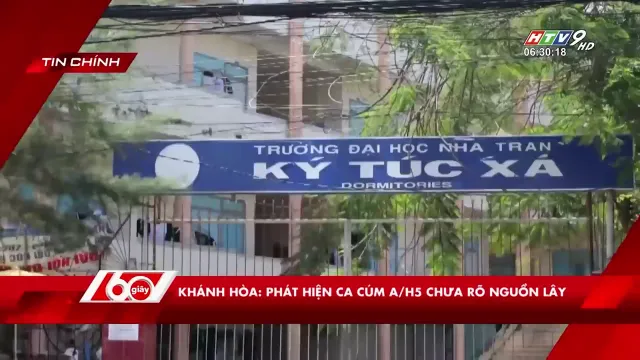 TIN CHÍNH
HTV9 HD
06:30:18
TRƯỜNG ĐẠI HỌC NHA TRAN
KÝ TÚC XÁ
DORMITORIES
60 giây
KHÁNH HÒA: PHÁT HIỆN CA CÚM A/H5 CHƯA RÕ NGUỒN LÂY